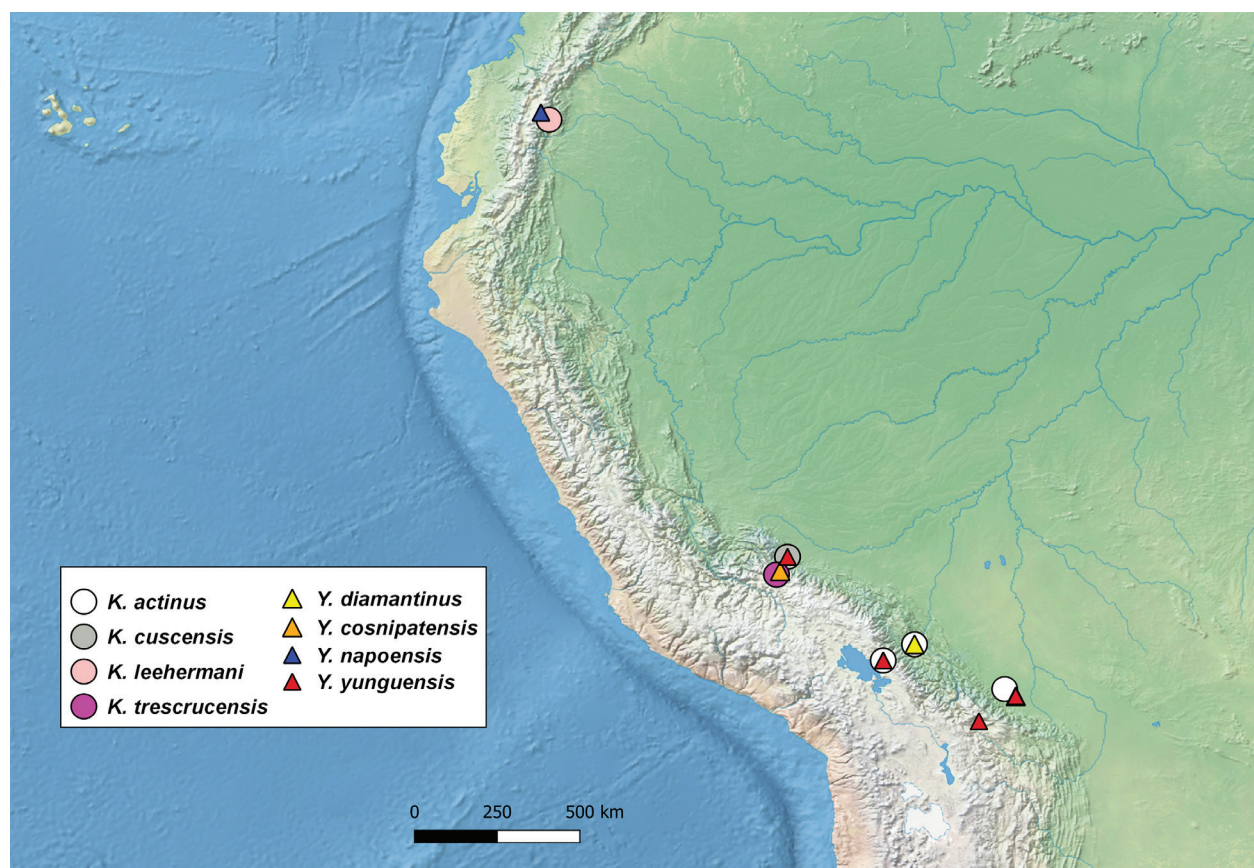 K. actinus
K. cuscensis
K. leehermani
K. trescrucensis
Y. diamantinus
Y. cosnipatensis
Y. napoensis
Y. yunguensis
0 250 500 km